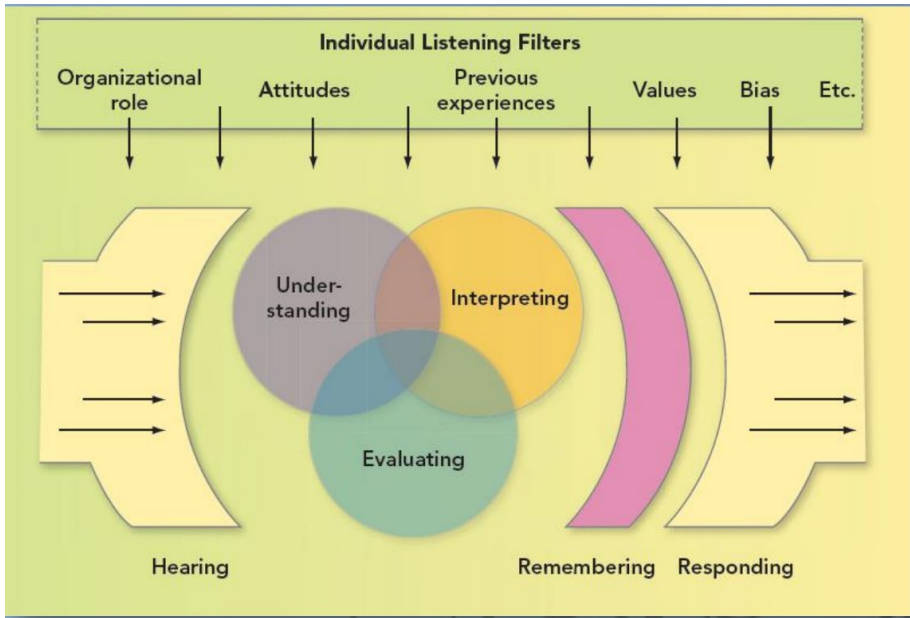 Individual Listening Filters
Organizational
role
Attitudes
Previous
experiences
Values
Bias
Etc.
Under-
standing
Interpreting
Evaluating
Hearing
Remembering
Responding